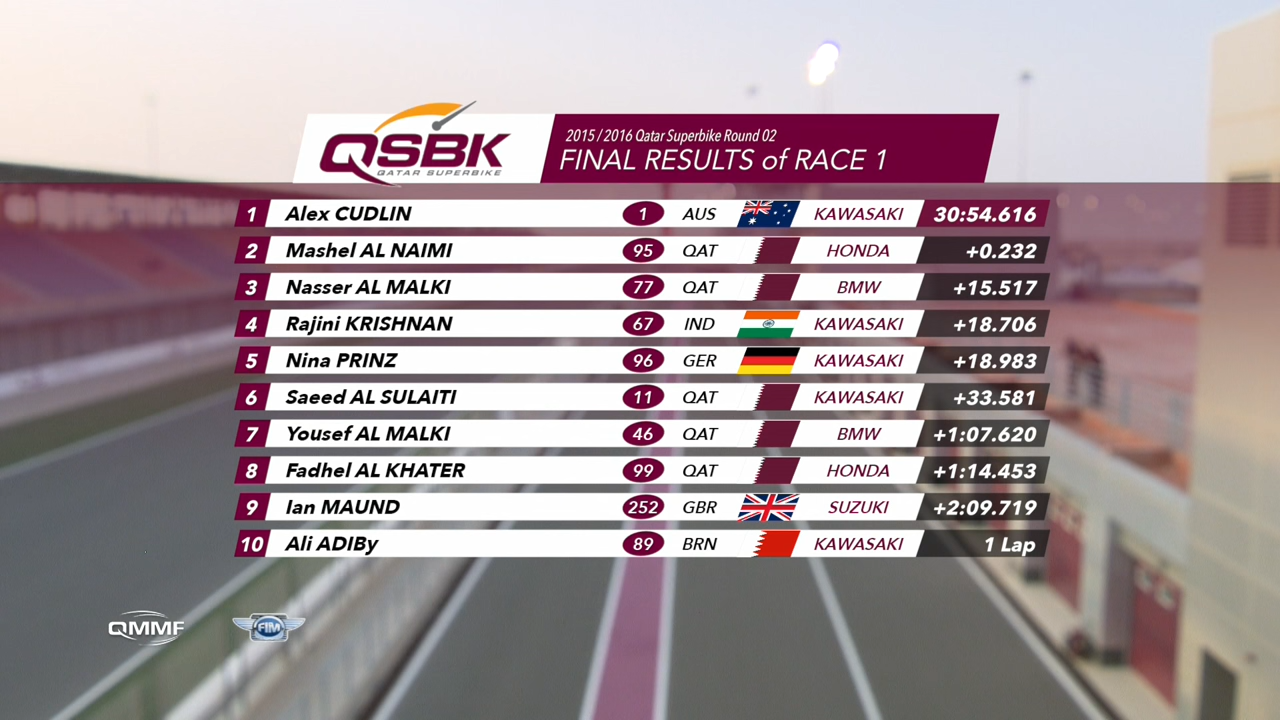 QSBK
QATAR SUPERBIKE
2015 / 2016 Qatar Superbike Round 02
FINAL RESULTS of RACE 1
1 Alex CUDLIN 1 AUS KAWASAKI 30:54.616
2 Mashel AL NAIMI 95 QAT HONDA +0.232
3 Nasser AL MALKI 77 QAT BMW +15.517
4 Rajini KRISHNAN 67 IND KAWASAKI +18.706
5 Nina PRINZ 96 GER KAWASAKI +18.983
6 Saeed AL SULAITI 11 QAT KAWASAKI +33.581
7 Yousef AL MALKI 46 QAT BMW +1:07.620
8 Fadhel AL KHATER 99 QAT HONDA +1:14.453
9 Ian MAUND 252 GBR SUZUKI +2:09.719
10 Ali ADIBy 89 BRN KAWASAKI 1 Lap
QMMF FIM